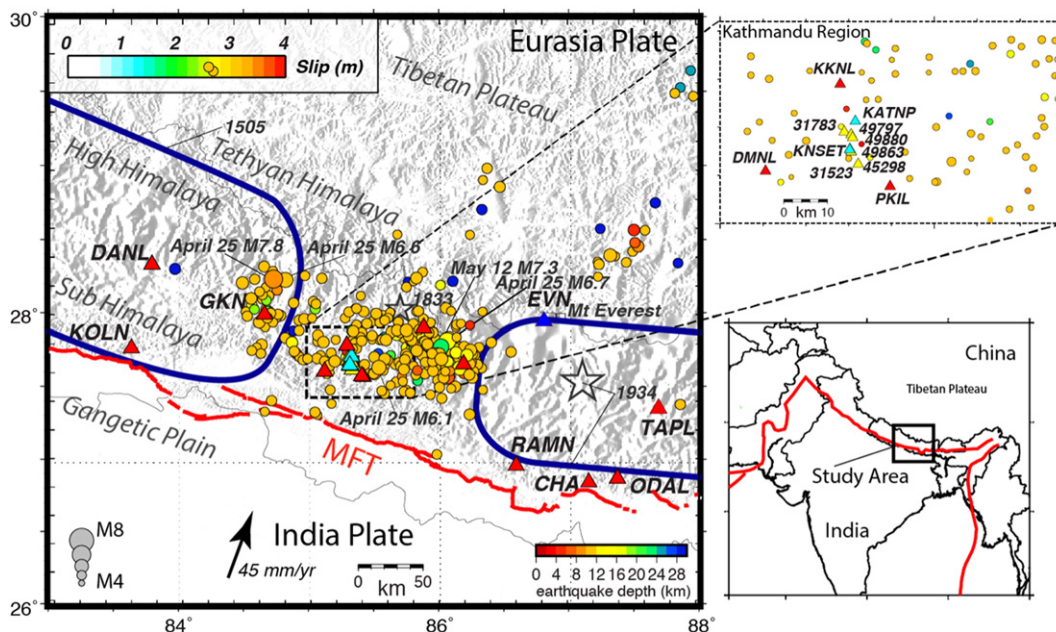 30°
0 1 2 3 4
Slip (m)
Eurasia Plate
Tibetan Plateau
1505
Tethyan Himalaya
High Himalaya
DANL
April 25 M7.8
April 25 M6.6
GKN
Sub Himalaya
KOLN
28°
May 12 M7.3
April 25 M6.7
1833
EVN
Mt Everest
1934
TAPL
April 25 M6.1
RAMN
CHA
ODAL
Gangetic Plain
MFT
India Plate
45 mm/yr
M8
M4
0 50
km
0 4 8 12 16 20 24 28
earthquake depth (km)
26°
84°
86°
88°
Kathmandu Region
KKNL
KATNP
31783
49797
49880
KNSET
49863
31523
45298
DMNL
PKIL
0 10
km
China
Tibetan Plateau
Study Area
India